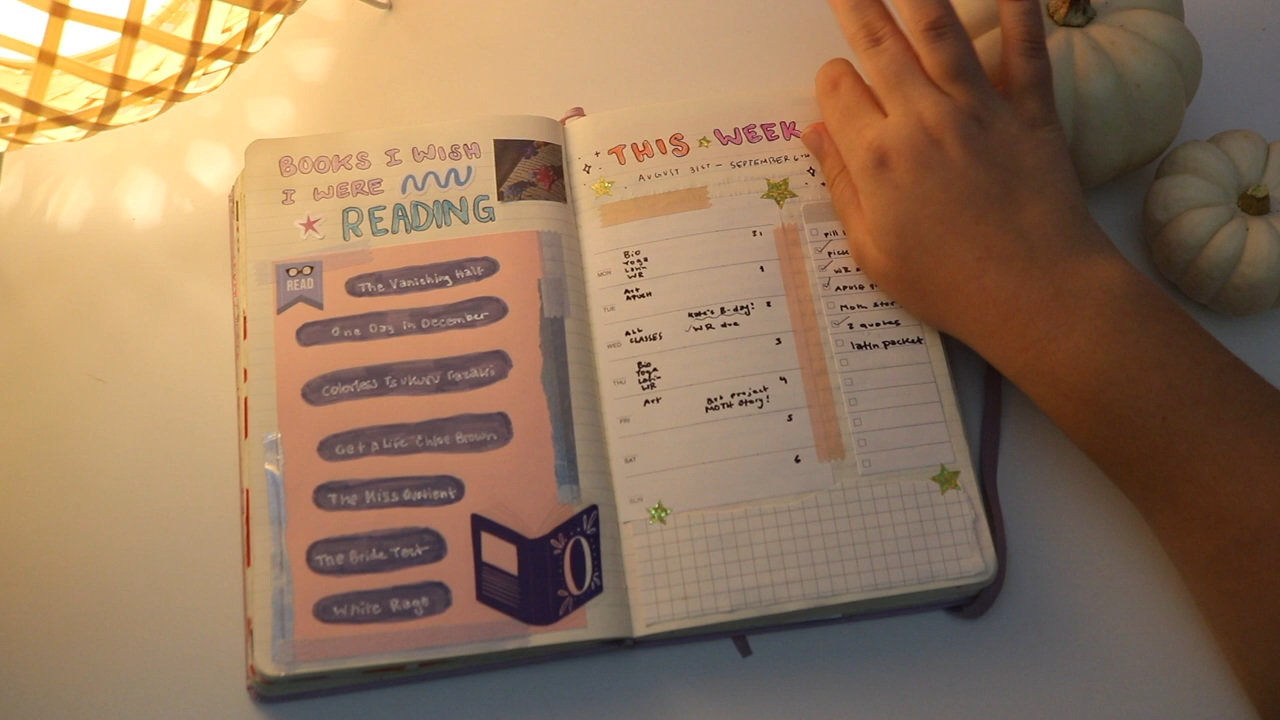 BOOKS I WISH
I WERE
READING
READ
The Vanishing Half
One Day in December
Colorless Tsukuru Tazaki
Get a Life Chloe Brown
The Kiss Quotient
The Bride Test
White Rage
THIS WEEK
AUGUST 31ST - SEPTEMBER 6TH
31
MON
Bio
Yoga
Latin
WR
1
TUE
Art
APUSH
2
WED
ALL
CLASSES
Kate's B-day!
WR due
3
THU
Bio
Yoga
Latin
WR
4
FRI
Art
Art Project
MOTH Story!
5
SAT
6
SUN
pill
WR
APUSH
Moth
3 quotes
latin packet